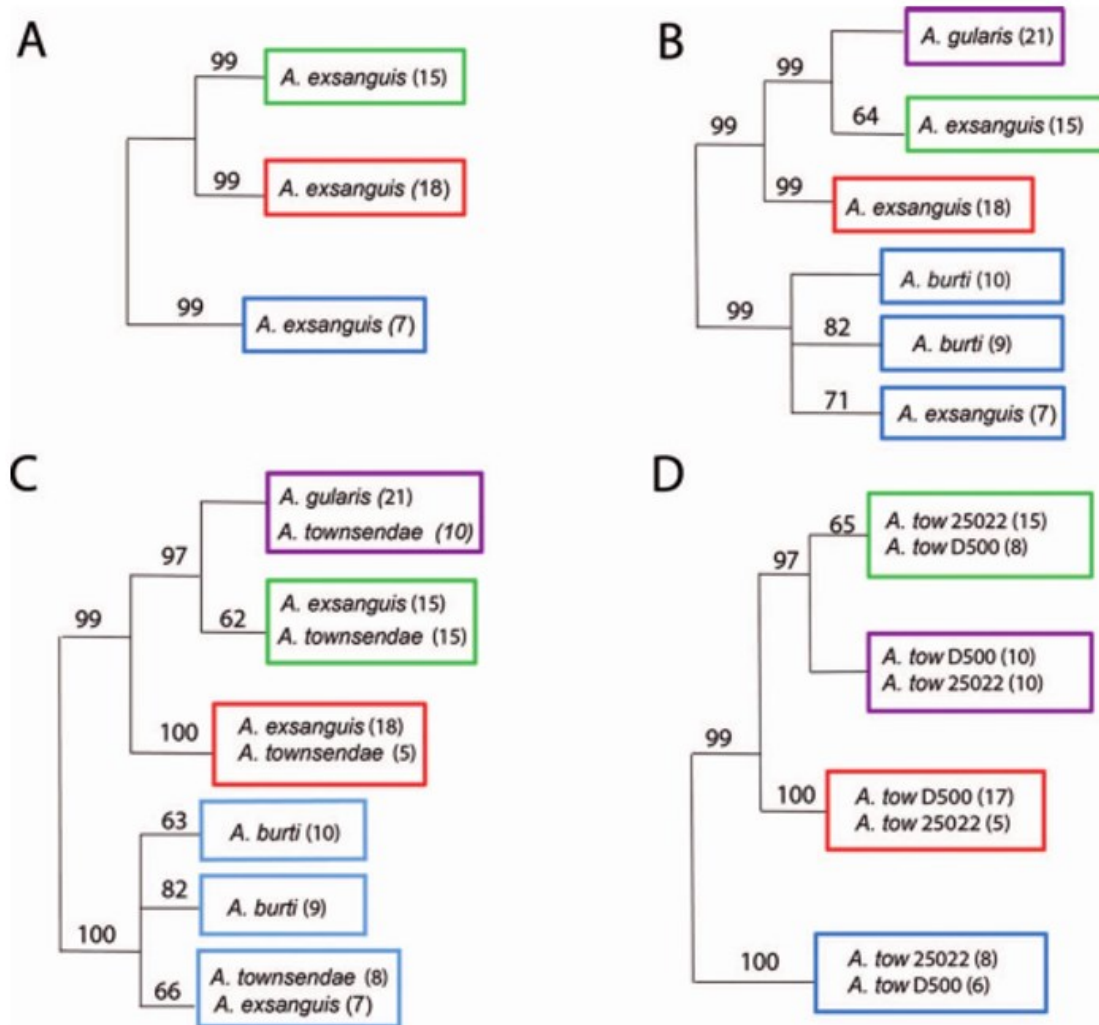 A
99
A. exsanguis (15)
99
A. exsanguis (18)
99
A. exsanguis (7)
B
A. gularis (21)
99
64
A. exsanguis (15)
99
99
A. exsanguis (18)
A. burti (10)
99
82
A. burti (9)
71
A. exsanguis (7)
C
A. gularis (21)
A. townsendae (10)
97
A. exsanguis (15)
62
A. townsendae (15)
99
100
A. exsanguis (18)
A. townsendae (5)
63
A. burti (10)
82
A. burti (9)
100
A. townsendae (8)
66
A. exsanguis (7)
D
65
A. tow 25022 (15)
A. tow D500 (8)
97
A. tow D500 (10)
A. tow 25022 (10)
99
100
A. tow D500 (17)
A. tow 25022 (5)
100
A. tow 25022 (8)
A. tow D500 (6)